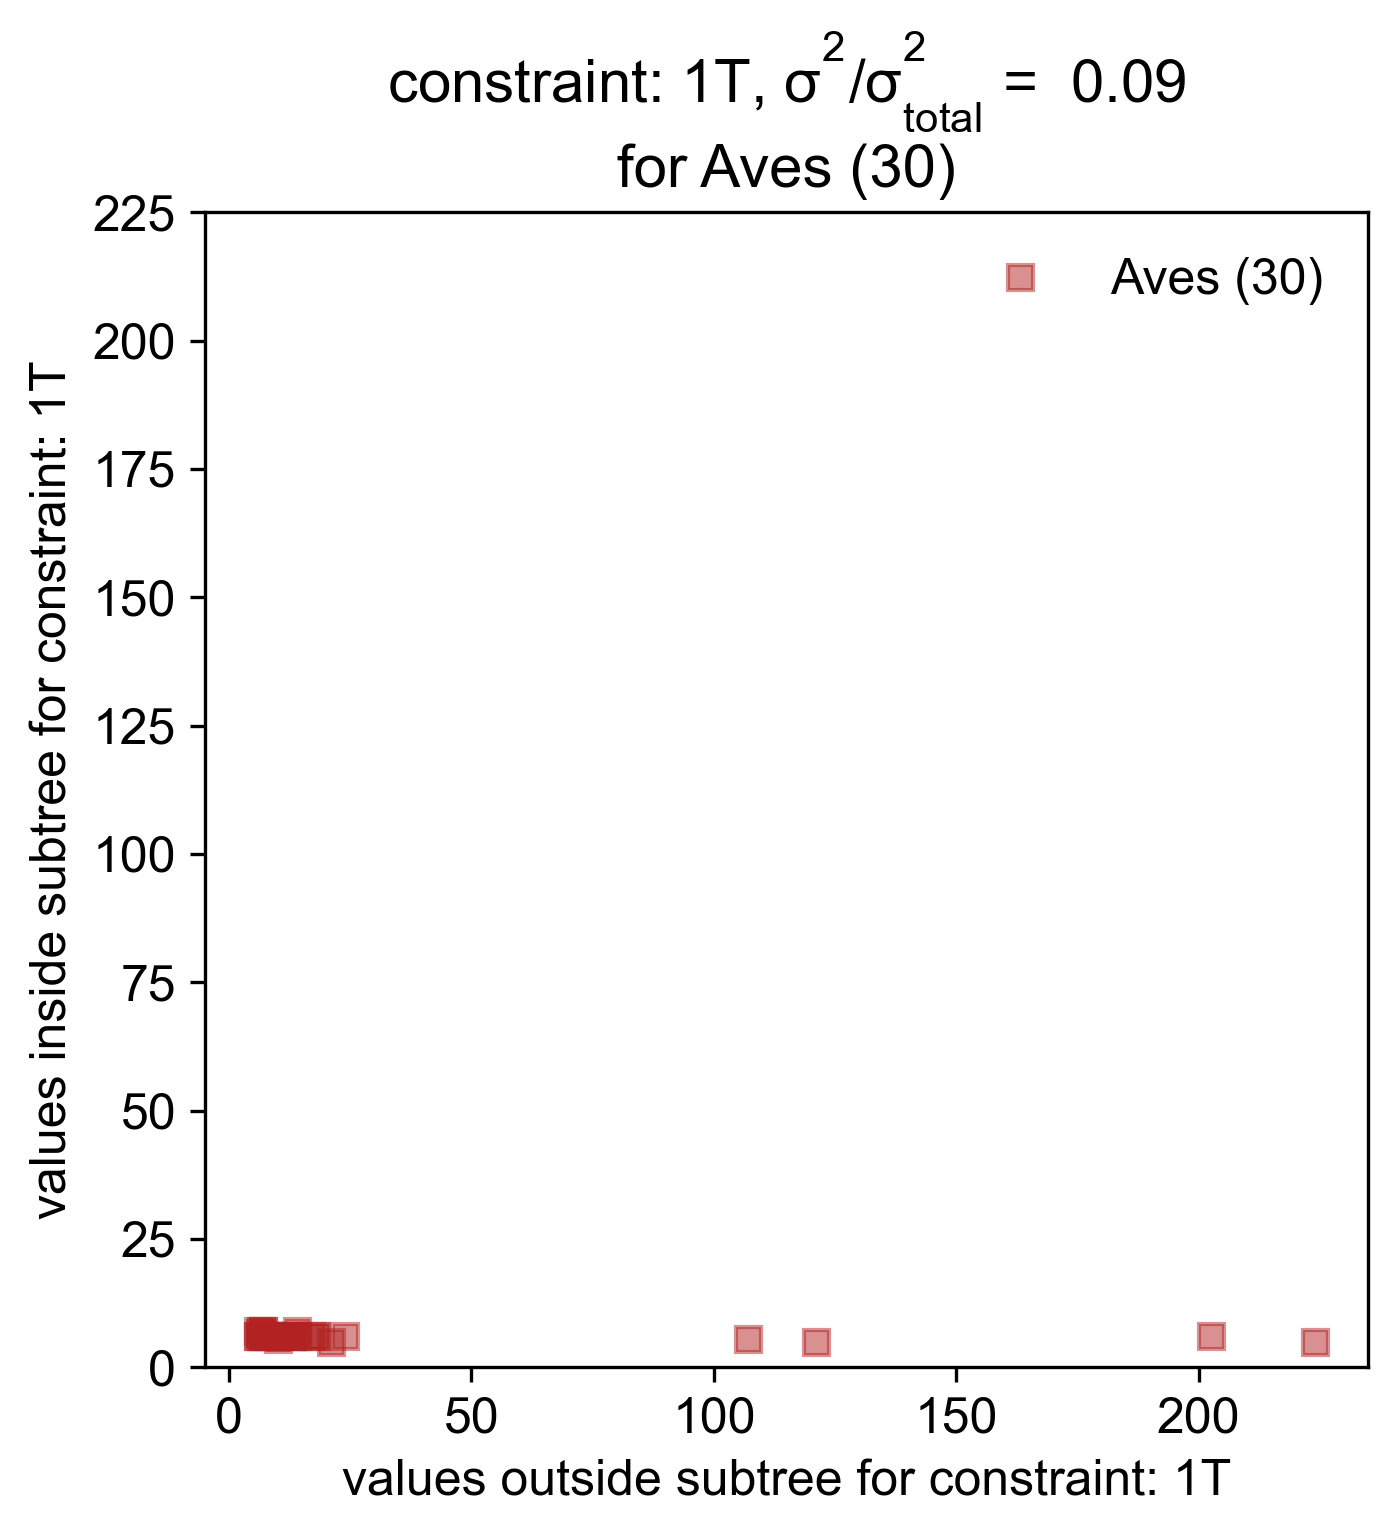 constraint: 1T, σ²/σ²total = 0.09
for Aves (30)
Aves (30)
225
200
175
150
125
100
75
50
25
0
values inside subtree for constraint: 1T
0 50 100 150 200
values outside subtree for constraint: 1T